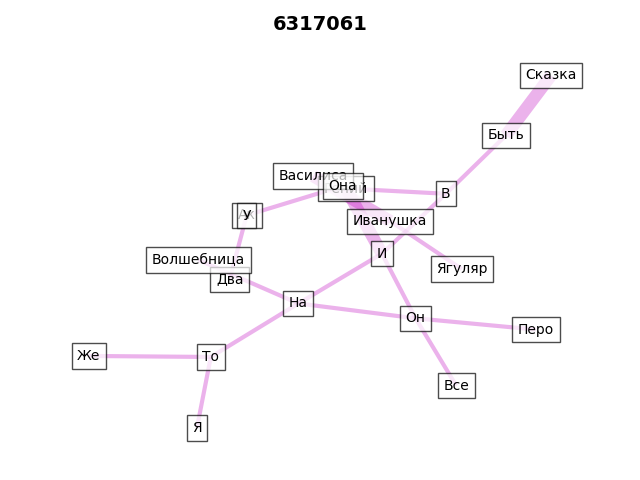 6317061
Сказка
Быть
Василиса
Она
В
У
Иванушка
И
Волшебница
Ягуляр
Два
На
Он
Перо
Же
То
Все
Я